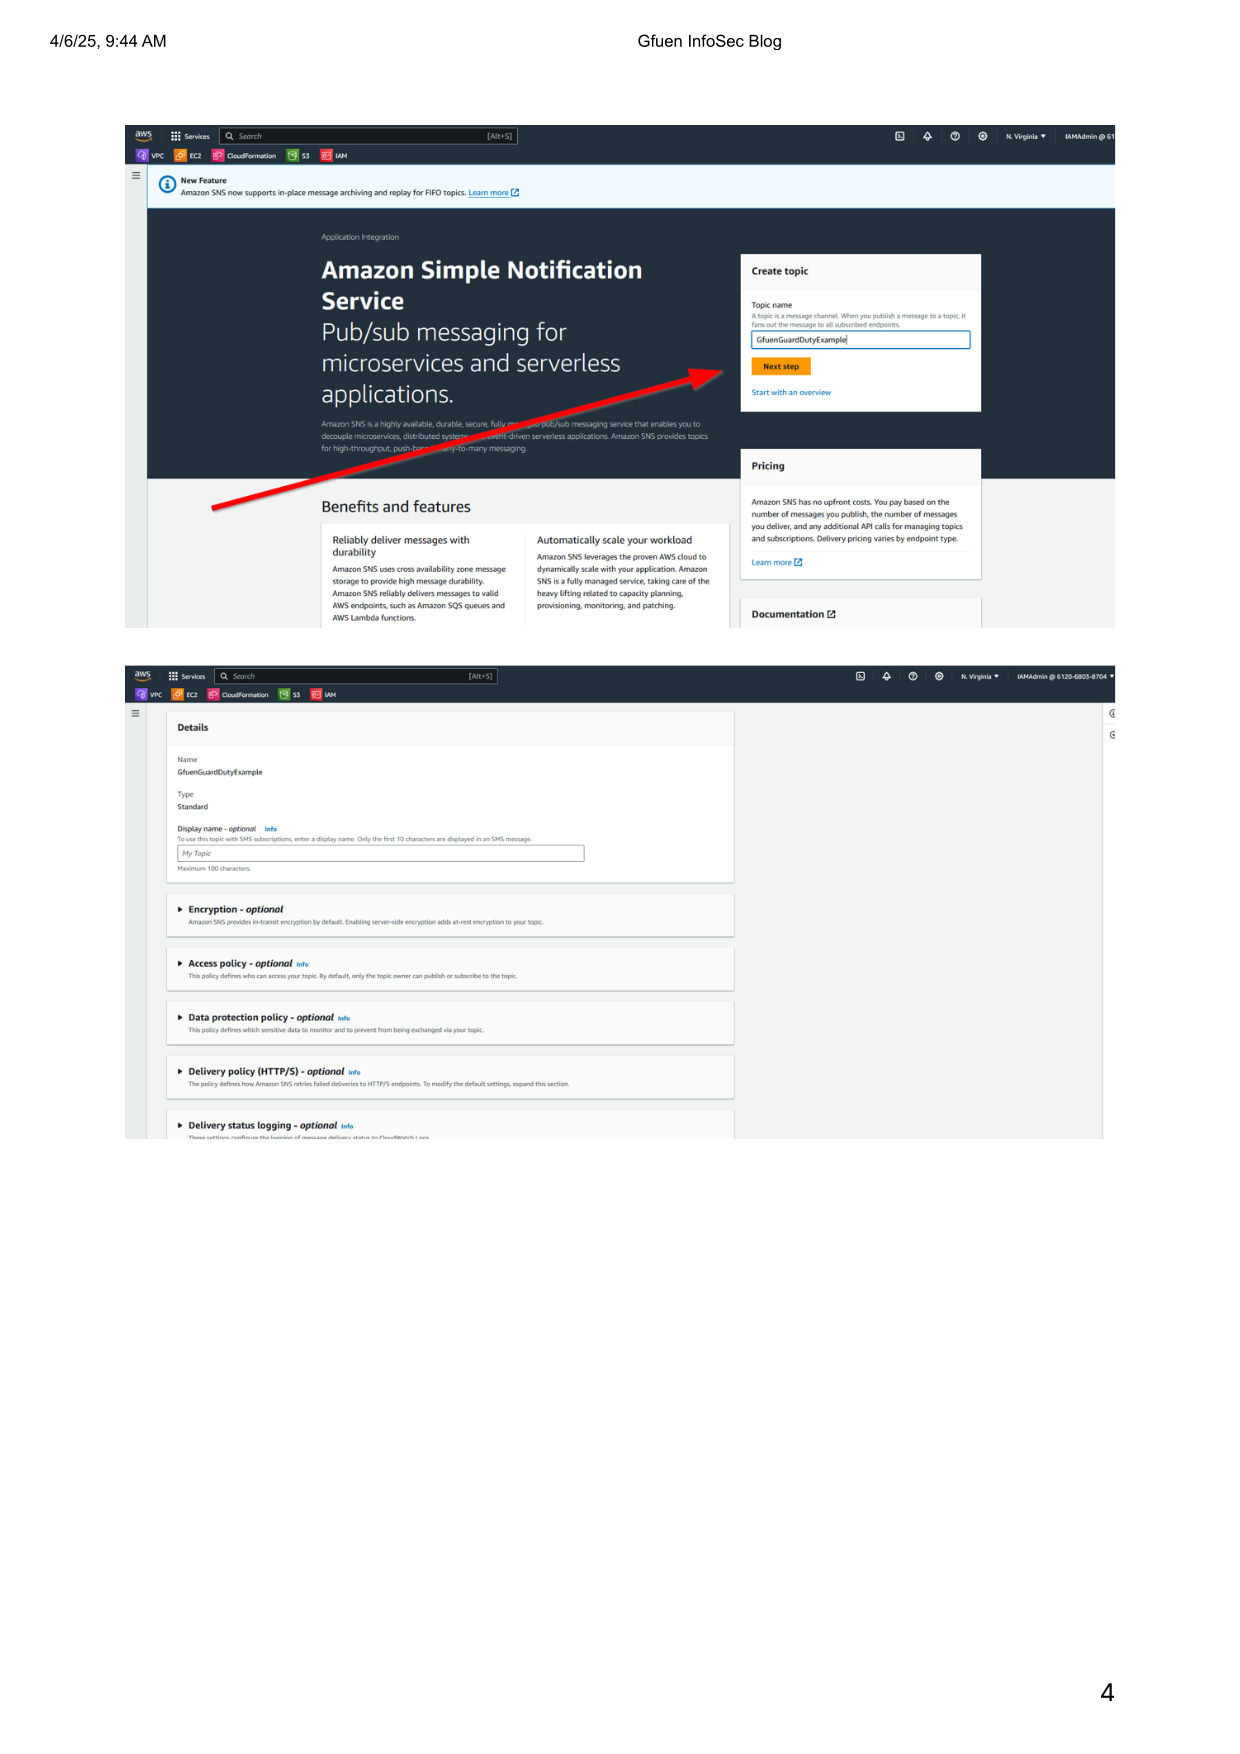 4/6/25, 9:44 AM
Gfuen InfoSec Blog
aws
Services
Search
[Alt+S]
N. Virginia
IAMAdmin @ 61
VPC
EC2
CloudFormation
S3
IAM
New Feature
Amazon SNS now supports in-place message archiving and replay for FIFO topics. Learn more
Application Integration
Amazon Simple Notification
Service
Pub/sub messaging for
microservices and serverless
applications.
Amazon SNS is a highly available, durable, secure, fully pub/sub messaging service that enables you to
decouple microservices, distributed systems, event-driven serverless applications. Amazon SNS provides topics
for high-throughput, many-to-many messaging.
Create topic
Topic name
A topic is a message channel. When you publish a message to a topic, it
fans out the message to all subscribed endpoints.
GfuenGuardDutyExample
Next step
Start with an overview
Pricing
Amazon SNS has no upfront costs. You pay based on the
number of messages you publish, the number of messages
you deliver, and any additional API calls for managing topics
and subscriptions. Delivery pricing varies by endpoint type.
Learn more
Documentation
Benefits and features
Reliably deliver messages with
durability
Amazon SNS uses cross availability zone message
storage to provide high message durability.
Amazon SNS reliably delivers messages to valid
AWS endpoints, such as Amazon SQS queues and
AWS Lambda functions.
Automatically scale your workload
Amazon SNS leverages the proven AWS cloud to
dynamically scale with your application. Amazon
SNS is a fully managed service, taking care of the
heavy lifting related to capacity planning,
provisioning, monitoring, and patching.
aws
Services
Search
[Alt+S]
N. Virginia
IAMAdmin @ 6120-6803-8704
VPC
EC2
CloudFormation
S3
IAM
Details
Name
GfuenGuardDutyExample
Type
Standard
Display name - optional Info
To use this topic with SMS subscriptions, enter a display name. Only the first 10 characters are displayed in an SMS message.
My Topic
Maximum 100 characters.
Encryption - optional
Amazon SNS provides in-transit encryption by default. Enabling server-side encryption adds at-rest encryption to your topic.
Access policy - optional Info
This policy defines who can access your topic. By default, only the topic owner can publish or subscribe to the topic.
Data protection policy - optional Info
This policy defines which sensitive data to monitor and to prevent from being exchanged via your topic.
Delivery policy (HTTP/S) - optional Info
The policy defines how Amazon SNS retries failed deliveries to HTTP/S endpoints. To modify the default settings, expand this section.
Delivery status logging - optional Info
These settings configure the logging of message delivery status to CloudWatch Logs
4